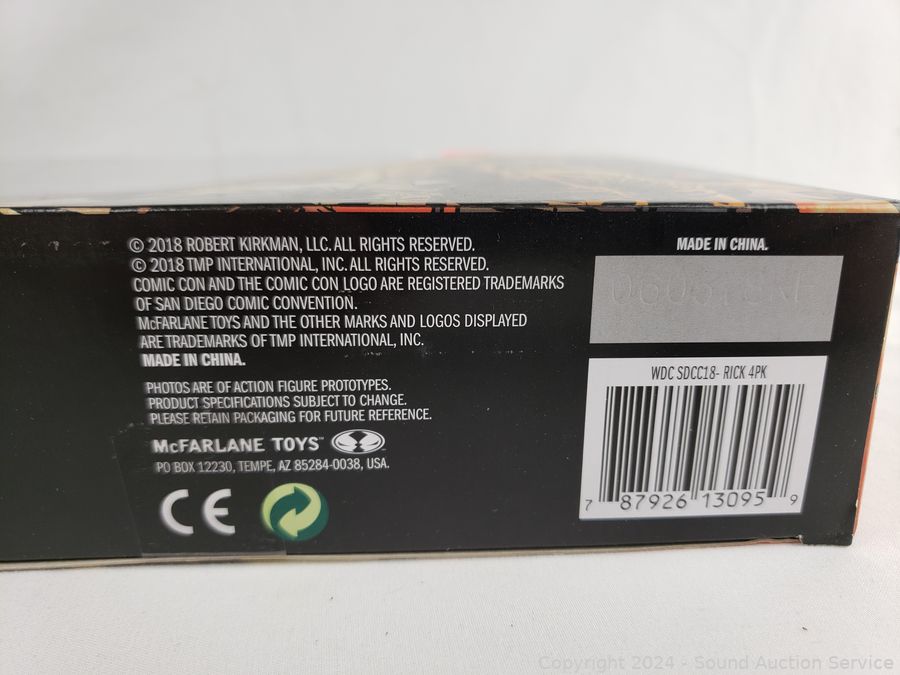 © 2018 ROBERT KIRKMAN, LLC. ALL RIGHTS RESERVED.
© 2018 TMP INTERNATIONAL, INC. ALL RIGHTS RESERVED.
COMIC CON AND THE COMIC CON LOGO ARE REGISTERED TRADEMARKS
OF SAN DIEGO COMIC CONVENTION.
McFARLANE TOYS AND THE OTHER MARKS AND LOGOS DISPLAYED
ARE TRADEMARKS OF TMP INTERNATIONAL, INC.
MADE IN CHINA.
PHOTOS ARE OF ACTION FIGURE PROTOTYPES.
PRODUCT SPECIFICATIONS SUBJECT TO CHANGE.
PLEASE RETAIN PACKAGING FOR FUTURE REFERENCE.
McFARLANE TOYS™
PO BOX 12230, TEMPE, AZ 85284-0038, USA.
CE
MADE IN CHINA.
WDC SDCC18- RICK 4PK
7 87926 13095 9
Copyright 2024 - Sound Auction Service